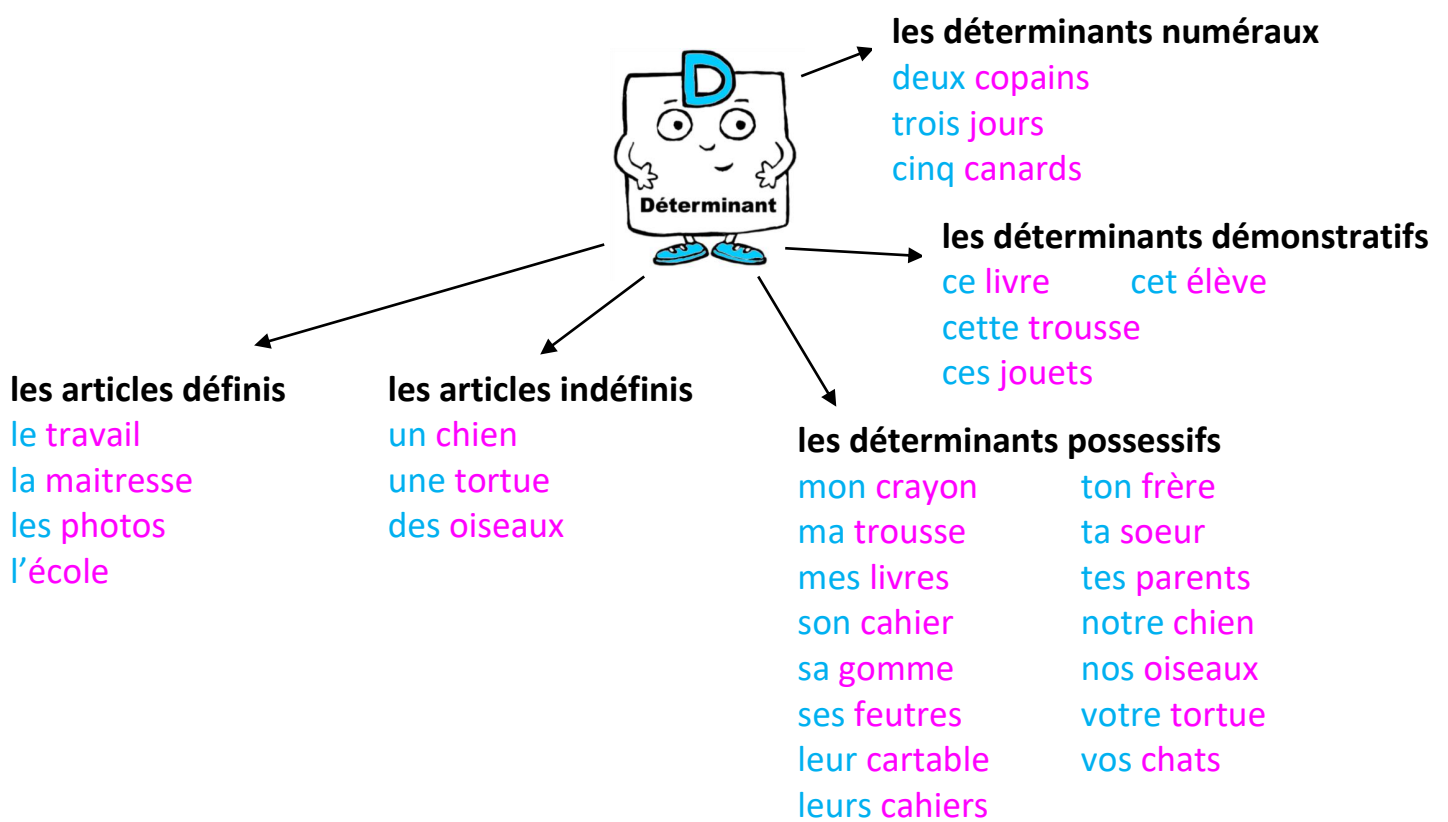 les déterminants numéraux
deux copains
trois jours
cinq canards
D
Déterminant
les déterminants démonstratifs
ce livre cet élève
cette trousse
ces jouets
les articles définis
le travail
la maitresse
les photos
l’école
les articles indéfinis
un chien
une tortue
des oiseaux
les déterminants possessifs
mon crayon ton frère
ma trousse ta soeur
mes livres tes parents
son cahier notre chien
sa gomme nos oiseaux
ses feutres votre tortue
leur cartable vos chats
leurs cahiers